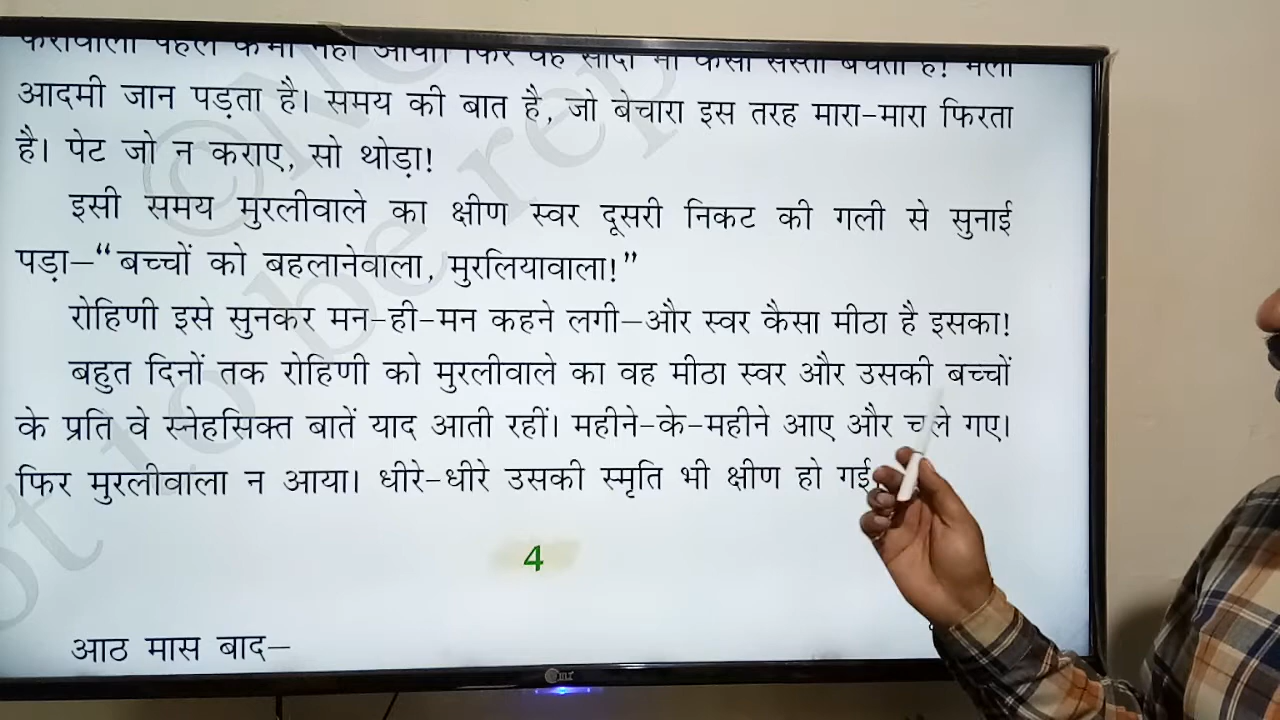 आदमी जान पड़ता है। समय की बात है, जो बेचारा इस तरह मारा-मारा फिरता
है। पेट जो न कराए, सो थोड़ा!
इसी समय मुरलीवाले का क्षीण स्वर दूसरी निकट की गली से सुनाई
पड़ा—“बच्चों को बहलानेवाला, मुरलियावाला!”
रोहिणी इसे सुनकर मन-ही-मन कहने लगी—और स्वर कैसा मीठा है इसका!
बहुत दिनों तक रोहिणी को मुरलीवाले का वह मीठा स्वर और उसकी बच्चों
के प्रति वे स्नेहसिक्त बातें याद आती रहीं। महीने-के-महीने आए और चले गए।
फिर मुरलीवाला न आया। धीरे-धीरे उसकी स्मृति भी क्षीण हो गई।
4
आठ मास बाद—